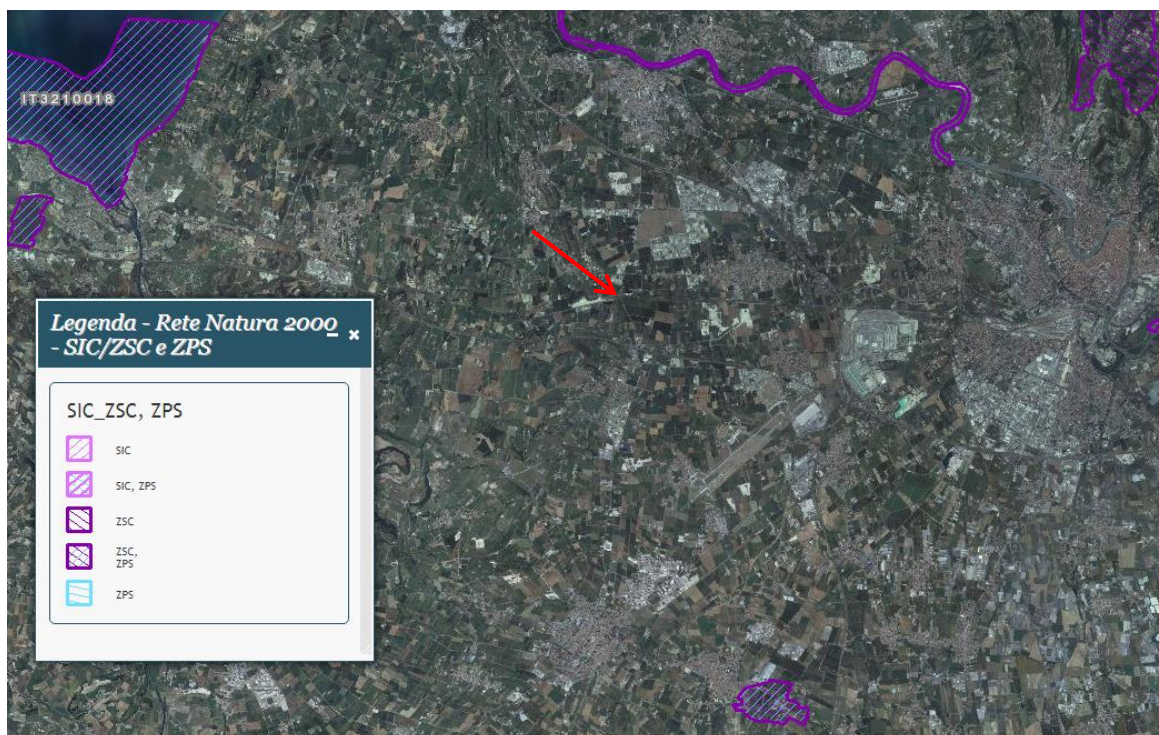 IT3210018
Legenda - Rete Natura 2000
- SIC/ZSC e ZPS
SIC_ZSC, ZPS
SIC
SIC, ZPS
ZSC
ZSC,
ZPS
ZPS